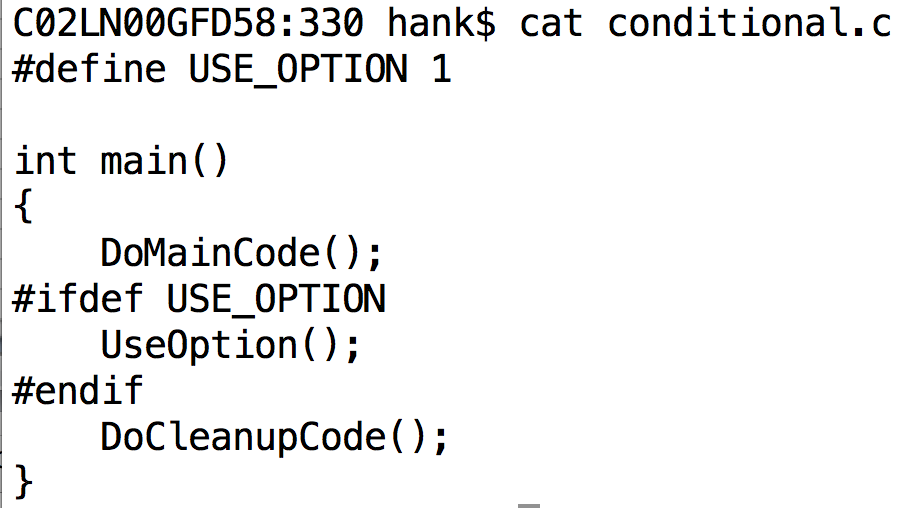 C02LN00GFD58:330 hank$ cat conditional.c
#define USE_OPTION 1
int main()
{
    DoMainCode();
#ifdef USE_OPTION
    UseOption();
#endif
    DoCleanupCode();
}